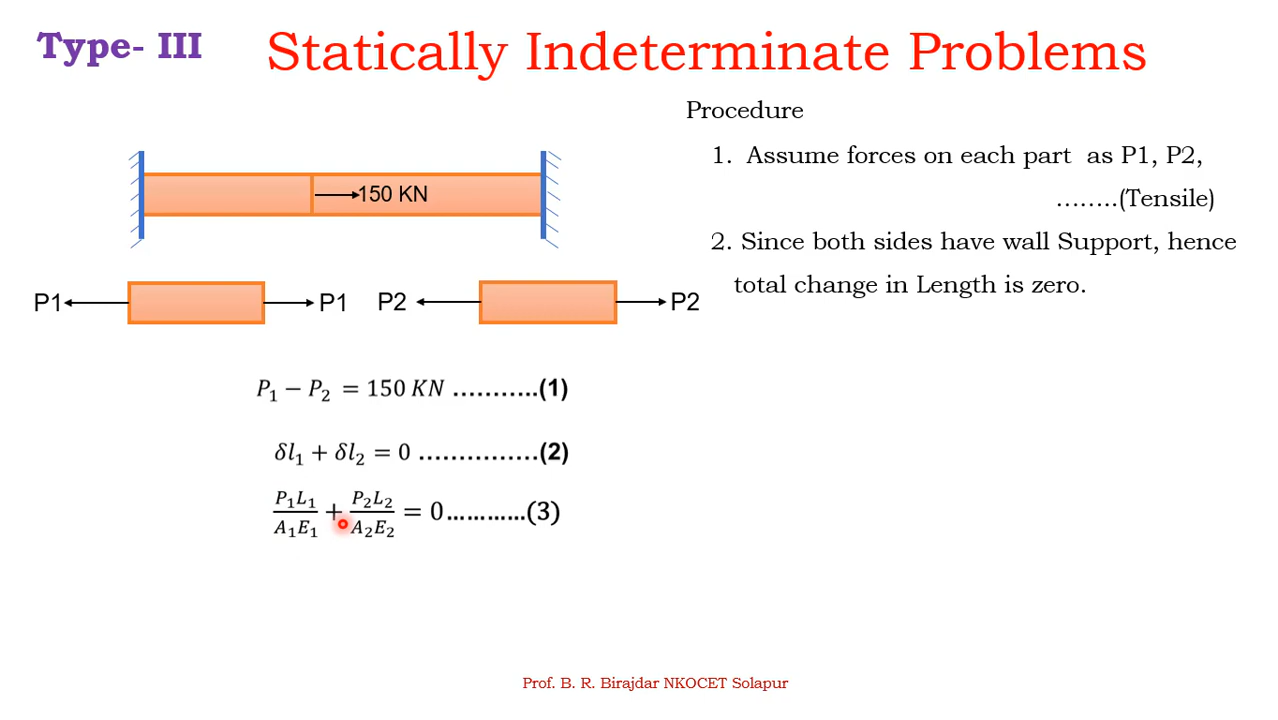 Type- III
Statically Indeterminate Problems
Procedure
1. Assume forces on each part as P1, P2,
........(Tensile)
2. Since both sides have wall Support, hence
total change in Length is zero.
150 KN
P1 P1 P2 P2
P₁ − P₂ = 150 KN ...........(1)
δl₁ + δl₂ = 0 ...............(2)
P₁L₁/A₁E₁ + P₂L₂/A₂E₂ = 0............(3)
Prof. B. R. Birajdar NKOCET Solapur